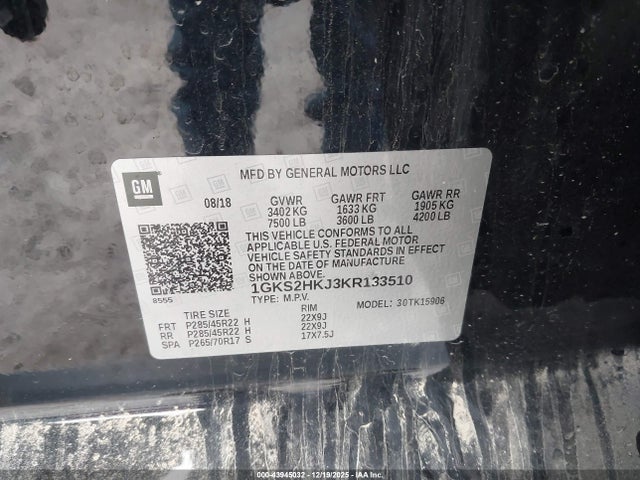 MFD BY GENERAL MOTORS LLC
GM
08/18 GVWR GAWR FRT GAWR RR
3402 KG 1633 KG 1905 KG
7500 LB 3600 LB 4200 LB
THIS VEHICLE CONFORMS TO ALL
APPLICABLE U.S. FEDERAL MOTOR
VEHICLE SAFETY STANDARDS IN EFFECT
ON THE DATE OF MANUFACTURE
SHOWN ABOVE.
8555
1GKS2HKJ3KR133510
TYPE: M.P.V. MODEL: 30TK15906
TIRE SIZE RIM
FRT P285/45R22 H 22X9J
RR P285/45R22 H 22X9J
SPA P265/70R17 S 17X7.5J
000-43945032 - 12/19/2025 - IAA Inc.